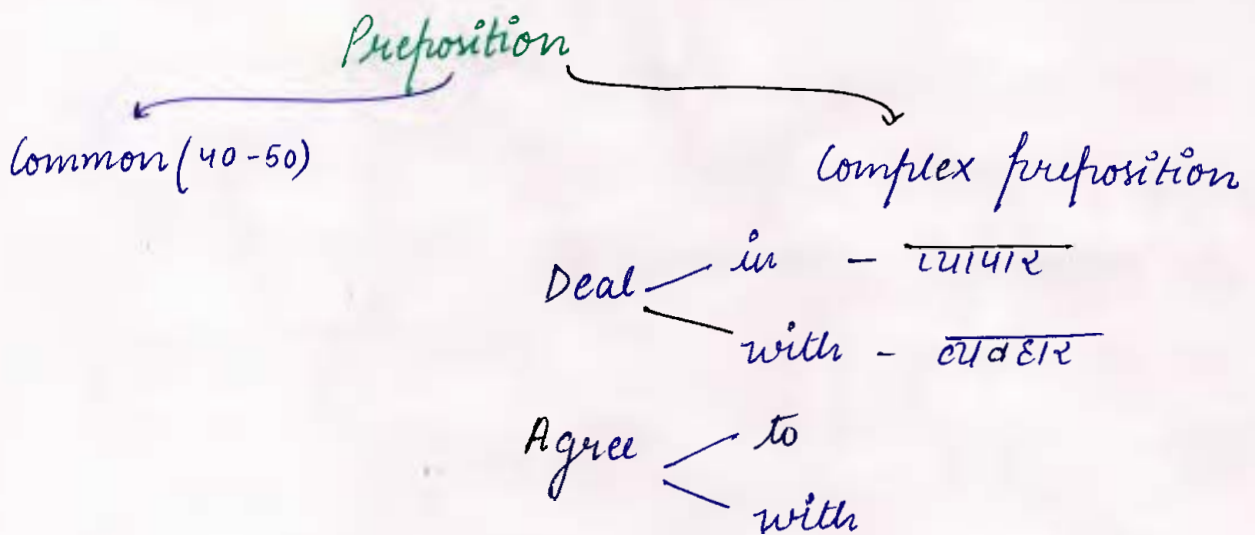 Preposition
Common (40-50)
Complex preposition
Deal
in - व्यापार
with - व्यवहार
Agree
to
with